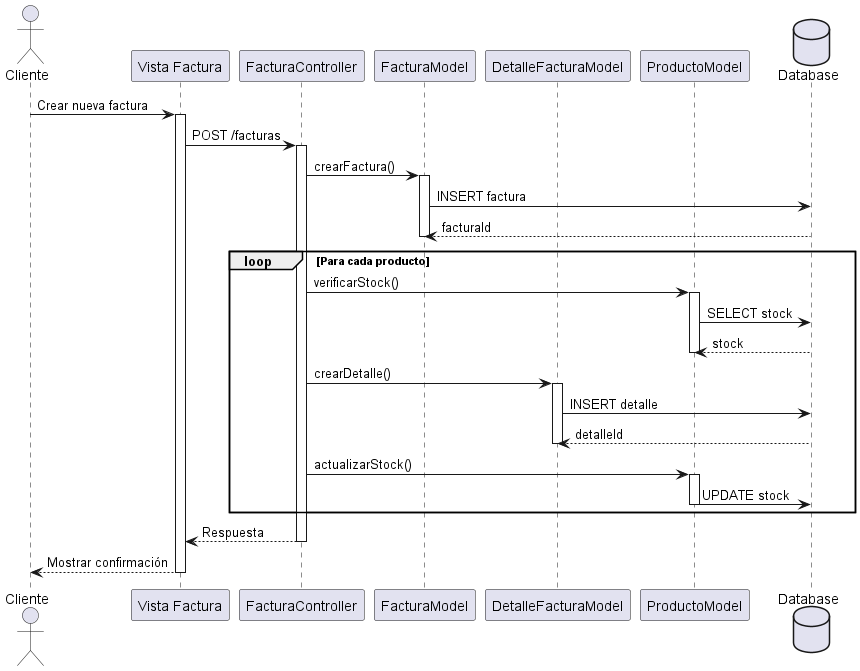 Cliente
Vista Factura
FacturaController
FacturaModel
DetalleFacturaModel
ProductoModel
Database
Crear nueva factura
POST /facturas
crearFactura()
INSERT factura
facturaId
loop
[Para cada producto]
verificarStock()
SELECT stock
stock
crearDetalle()
INSERT detalle
detalleId
actualizarStock()
UPDATE stock
Respuesta
Mostrar confirmación
Cliente
Vista Factura
FacturaController
FacturaModel
DetalleFacturaModel
ProductoModel
Database